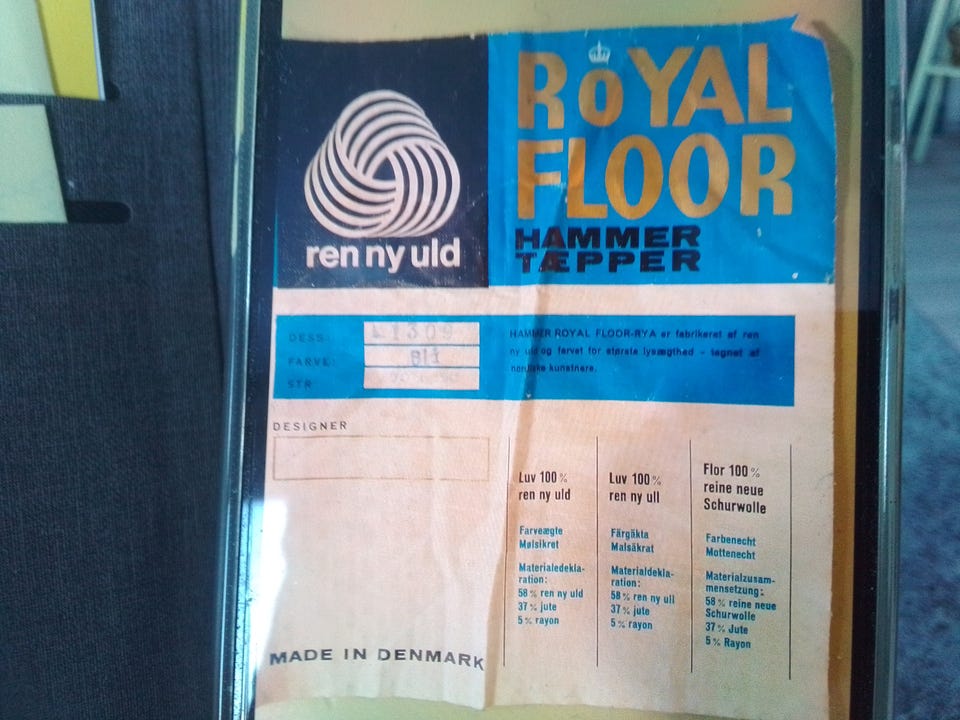 ren ny uld
ROYAL
FLOOR
HAMMER
TÆPPER
DESS:
1309
FARVE:
Blå
STR
HAMMER ROYAL FLOOR-RYA er fabrikeret af ren
ny uld og farvet for største lysægthed - tegnet af
nordiske kunstnere.
DESIGNER
Luv 100%
ren ny uld
Farveægte
Mølsikret
Materialedekla-
ration:
58% ren ny uld
37% jute
5% rayon
Luv 100%
ren ny ull
Färgäkta
Malsäkrat
Materialdekla-
ration:
58% ren ny ull
37% jute
5% rayon
Flor 100%
reine neue
Schurwolle
Farbenecht
Mottenecht
Materialzusam-
mensetzung:
58% reine neue
Schurwolle
37% Jute
5% Rayon
MADE IN DENMARK